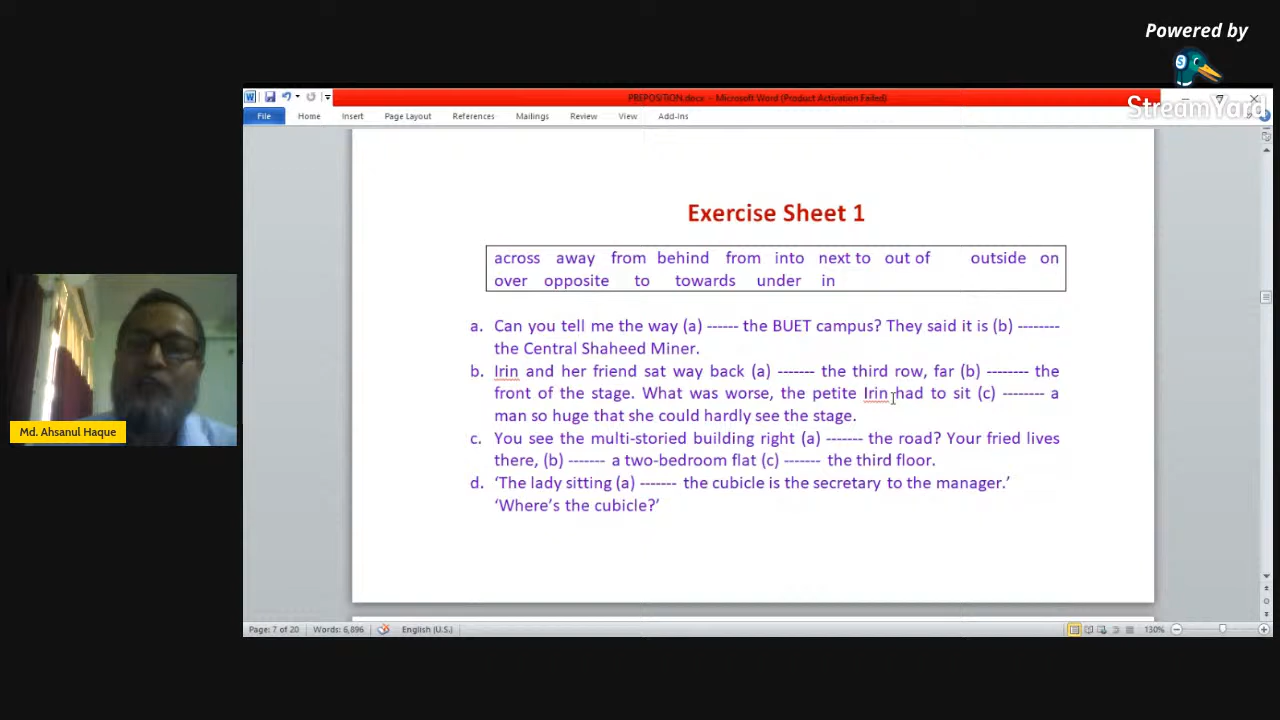 Powered by
S
StreamYard
PREPOSITION.docx - Microsoft Word (Product Activation Failed)
File Home Insert Page Layout References Mailings Review View Add-Ins
Exercise Sheet 1
across away from behind from into next to out of outside on
over opposite to towards under in
a. Can you tell me the way (a) ------ the BUET campus? They said it is (b) --------
the Central Shaheed Miner.
b. Irin and her friend sat way back (a) ------- the third row, far (b) -------- the
front of the stage. What was worse, the petite Irin had to sit (c) -------- a
man so huge that she could hardly see the stage.
c. You see the multi-storied building right (a) ------- the road? Your fried lives
there, (b) ------- a two-bedroom flat (c) ------- the third floor.
d. ‘The lady sitting (a) ------- the cubicle is the secretary to the manager.’
‘Where’s the cubicle?’
Md. Ahsanul Haque
Page: 7 of 20 Words: 6,896 English (U.S.) 130%